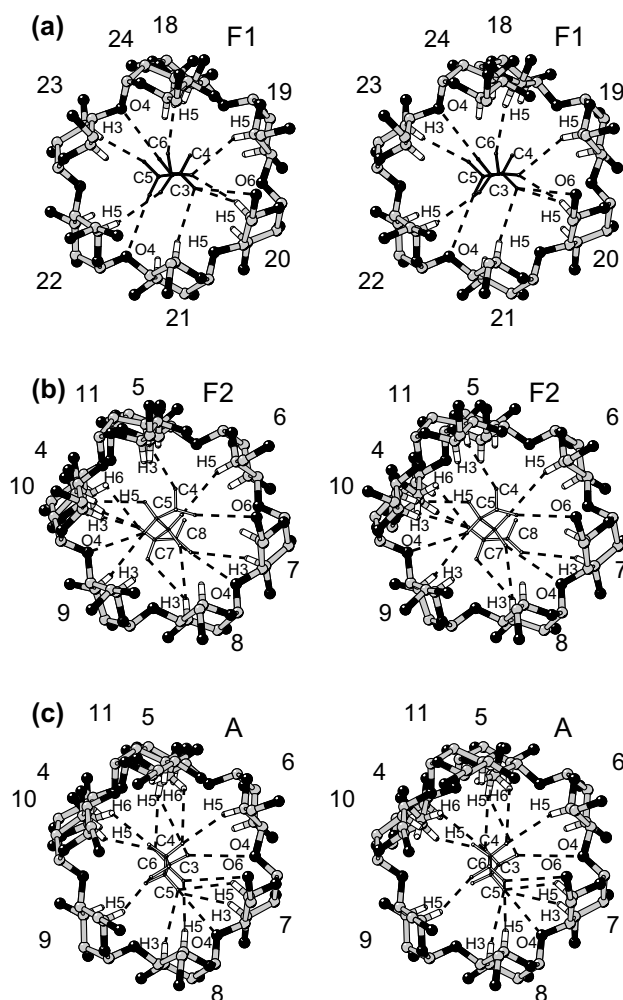 (a)
18 F1 18 F1
24 24
23 19 23 19
O4 O4
H3 H5 H5 H3 H5 H5
C6 C4 C6 C4
C5 C3 O6 C5 C3 O6
H5 H5 H5 H5
O4 H5 O4 H5
22 20 22 20
21 21
(b)
11 5 F2 11 5 F2
4 6 4 6
10 10
H6 H3 H5 H6 H3 H5
H5 C5 C4 H5 C5 C4
H3 O6 H3 O6
O4 C8 O4 C8
C7 C7
H3 H3 H3 H3
H3 O4 7 H3 O4 7
9 9
8 8
(c)
11 5 A 11 5 A
4 6 4 6
10 10
H6 H5 H6 H5 H6 H5 H6 H5
H5 C4 O4 H5 C4 O4
C6 C3 O6 C6 C3 O6
H5 C5 H5 H5 C5 H5
H3 H3
H3 H5 O4 7 H3 H5 O4 7
9 9
8 8